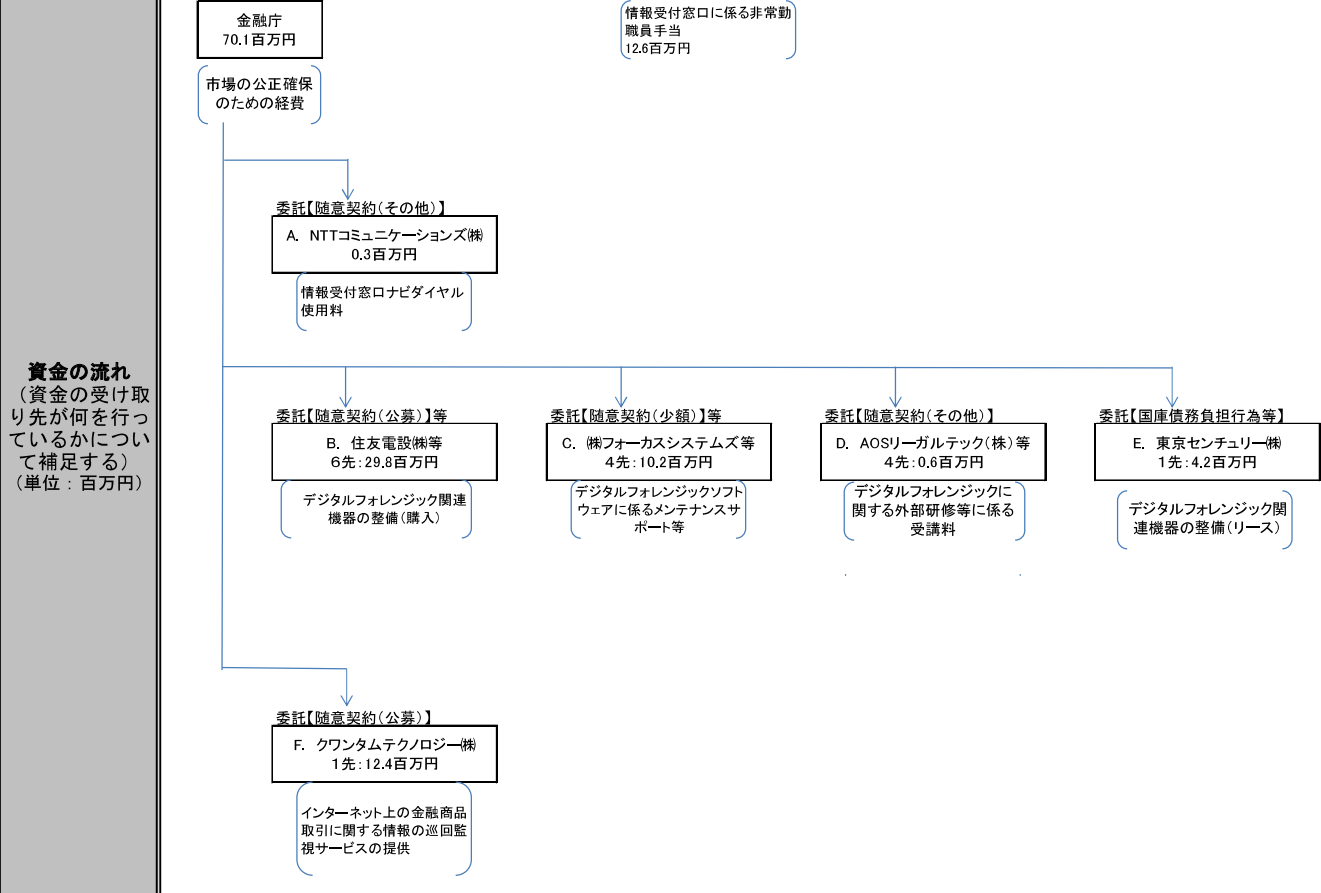 金融庁
70.1百万円
情報受付窓口に係る非常勤
職員手当
12.6百万円
市場の公正確保
のための経費
委託【随意契約(その他)】
A. NTTコミュニケーションズ㈱
0.3百万円
情報受付窓口ナビダイヤル
使用料
資金の流れ
(資金の受け取
り先が何を行っ
ているかについ
て補足する)
(単位：百万円)
委託【随意契約(公募)】等
B. 住友電設㈱等
6先：29.8百万円
デジタルフォレンジック関連
機器の整備(購入)
委託【随意契約(少額)】等
C. ㈱フォーカスシステムズ等
4先：10.2百万円
デジタルフォレンジックソフト
ウェアに係るメンテナンスサ
ポート等
委託【随意契約(その他)】
D. AOSリーガルテック(株)等
4先：0.6百万円
デジタルフォレンジックに
関する外部研修等に係る
受講料
委託【国庫債務負担行為等】
E. 東京センチュリー㈱
1先：4.2百万円
デジタルフォレンジック関
連機器の整備(リース)
委託【随意契約(公募)】
F. クワンタムテクノロジー㈱
1先：12.4百万円
インターネット上の金融商品
取引に関する情報の巡回監
視サービスの提供